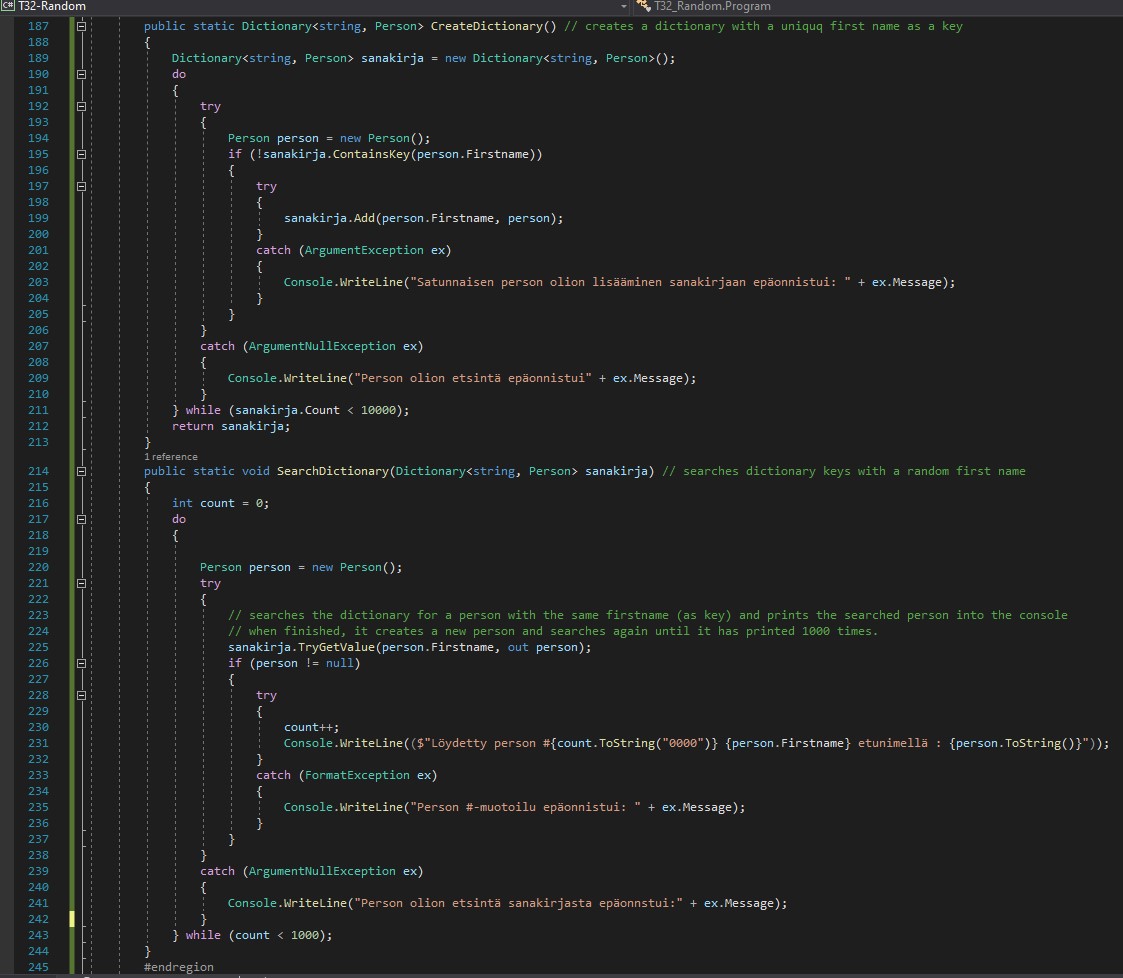 C# T32-Random T32_Random.Program
187 public static Dictionary<string, Person> CreateDictionary() // creates a dictionary with a uniquq first name as a key
188 {
189 Dictionary<string, Person> sanakirja = new Dictionary<string, Person>();
190 do
191 {
192 try
193 {
194 Person person = new Person();
195 if (!sanakirja.ContainsKey(person.Firstname))
196 {
197 try
198 {
199 sanakirja.Add(person.Firstname, person);
200 }
201 catch (ArgumentException ex)
202 {
203 Console.WriteLine("Satunnaisen person olion lisääminen sanakirjaan epäonnistui: " + ex.Message);
204 }
205 }
206 }
207 catch (ArgumentNullException ex)
208 {
209 Console.WriteLine("Person olion etsintä epäonnistui" + ex.Message);
210 }
211 } while (sanakirja.Count < 10000);
212 return sanakirja;
213 }
1 reference
214 public static void SearchDictionary(Dictionary<string, Person> sanakirja) // searches dictionary keys with a random first name
215 {
216 int count = 0;
217 do
218 {
219
220 Person person = new Person();
221 try
222 {
223 // searches the dictionary for a person with the same firstname (as key) and prints the searched person into the console
224 // when finished, it creates a new person and searches again until it has printed 1000 times.
225 sanakirja.TryGetValue(person.Firstname, out person);
226 if (person != null)
227 {
228 try
229 {
230 count++;
231 Console.WriteLine(($"Löydetty person #{count.ToString("0000")} {person.Firstname} etunimellä : {person.ToString()}"));
232 }
233 catch (FormatException ex)
234 {
235 Console.WriteLine("Person #-muotoilu epäonnistui: " + ex.Message);
236 }
237 }
238 }
239 catch (ArgumentNullException ex)
240 {
241 Console.WriteLine("Person olion etsintä sanakirjasta epäonnstui:" + ex.Message);
242 }
243 } while (count < 1000);
244 }
245 #endregion